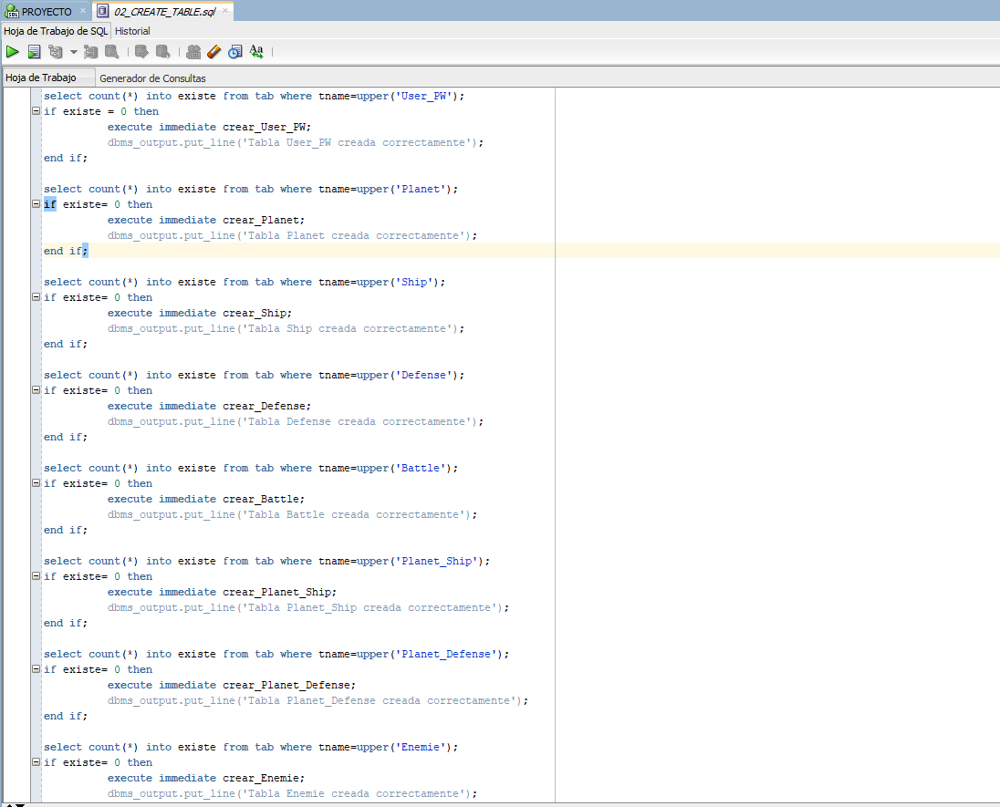 PROYECTO
02_CREATE_TABLE.sql
Hoja de Trabajo de SQL Historial
Hoja de Trabajo Generador de Consultas
select count(*) into existe from tab where tname=upper('User_PW');
if existe = 0 then
execute immediate crear_User_PW;
dbms_output.put_line('Tabla User_PW creada correctamente');
end if;
select count(*) into existe from tab where tname=upper('Planet');
if existe= 0 then
execute immediate crear_Planet;
dbms_output.put_line('Tabla Planet creada correctamente');
end if;
select count(*) into existe from tab where tname=upper('Ship');
if existe= 0 then
execute immediate crear_Ship;
dbms_output.put_line('Tabla Ship creada correctamente');
end if;
select count(*) into existe from tab where tname=upper('Defense');
if existe= 0 then
execute immediate crear_Defense;
dbms_output.put_line('Tabla Defense creada correctamente');
end if;
select count(*) into existe from tab where tname=upper('Battle');
if existe= 0 then
execute immediate crear_Battle;
dbms_output.put_line('Tabla Battle creada correctamente');
end if;
select count(*) into existe from tab where tname=upper('Planet_Ship');
if existe= 0 then
execute immediate crear_Planet_Ship;
dbms_output.put_line('Tabla Planet_Ship creada correctamente');
end if;
select count(*) into existe from tab where tname=upper('Planet_Defense');
if existe= 0 then
execute immediate crear_Planet_Defense;
dbms_output.put_line('Tabla Planet_Defense creada correctamente');
end if;
select count(*) into existe from tab where tname=upper('Enemie');
if existe= 0 then
execute immediate crear_Enemie;
dbms_output.put_line('Tabla Enemie creada correctamente');